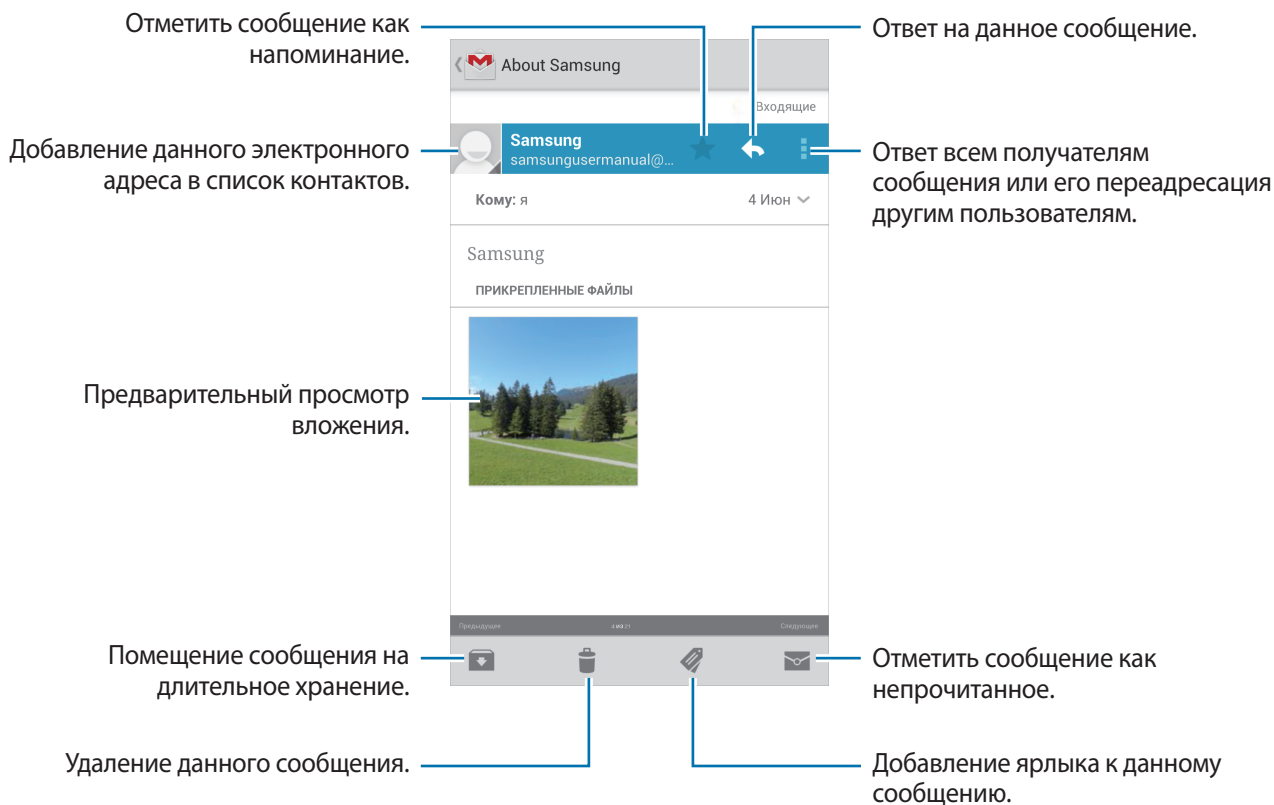 Отметить сообщение как
напоминание.
Ответ на данное сообщение.
About Samsung
Входящие
Добавление данного электронного
адреса в список контактов.
Samsung
samsungusermanual@...
Ответ всем получателям
сообщения или его переадресация
другим пользователям.
Кому: я
4 Июн
Samsung
ПРИКРЕПЛЕННЫЕ ФАЙЛЫ
Предварительный просмотр
вложения.
Предыдущее
4 из 21
Следующее
Помещение сообщения на
длительное хранение.
Отметить сообщение как
непрочитанное.
Удаление данного сообщения.
Добавление ярлыка к данному
сообщению.